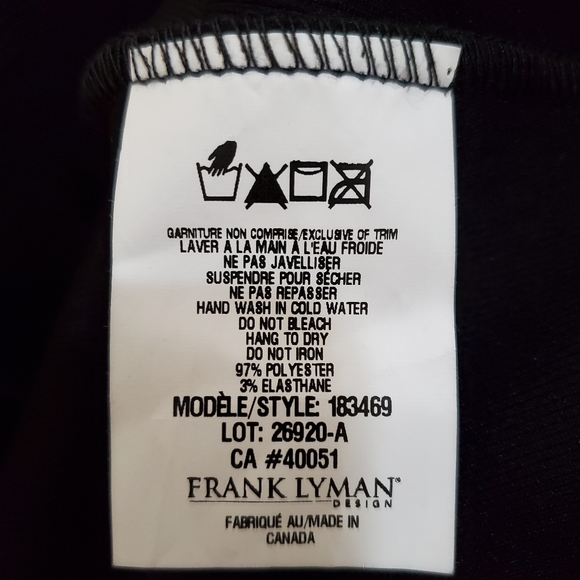 GARNITURE NON COMPRISE/EXCLUSIVE OF TRIM
LAVER A LA MAIN À L'EAU FROIDE
NE PAS JAVELLISER
SUSPENDRE POUR SÉCHER
NE PAS REPASSER
HAND WASH IN COLD WATER
DO NOT BLEACH
HANG TO DRY
DO NOT IRON
97% POLYESTER
3% ELASTHANE
MODÈLE/STYLE: 183469
LOT: 26920-A
CA #40051
FRANK LYMAN
DESIGN
FABRIQUÉ AU/MADE IN
CANADA